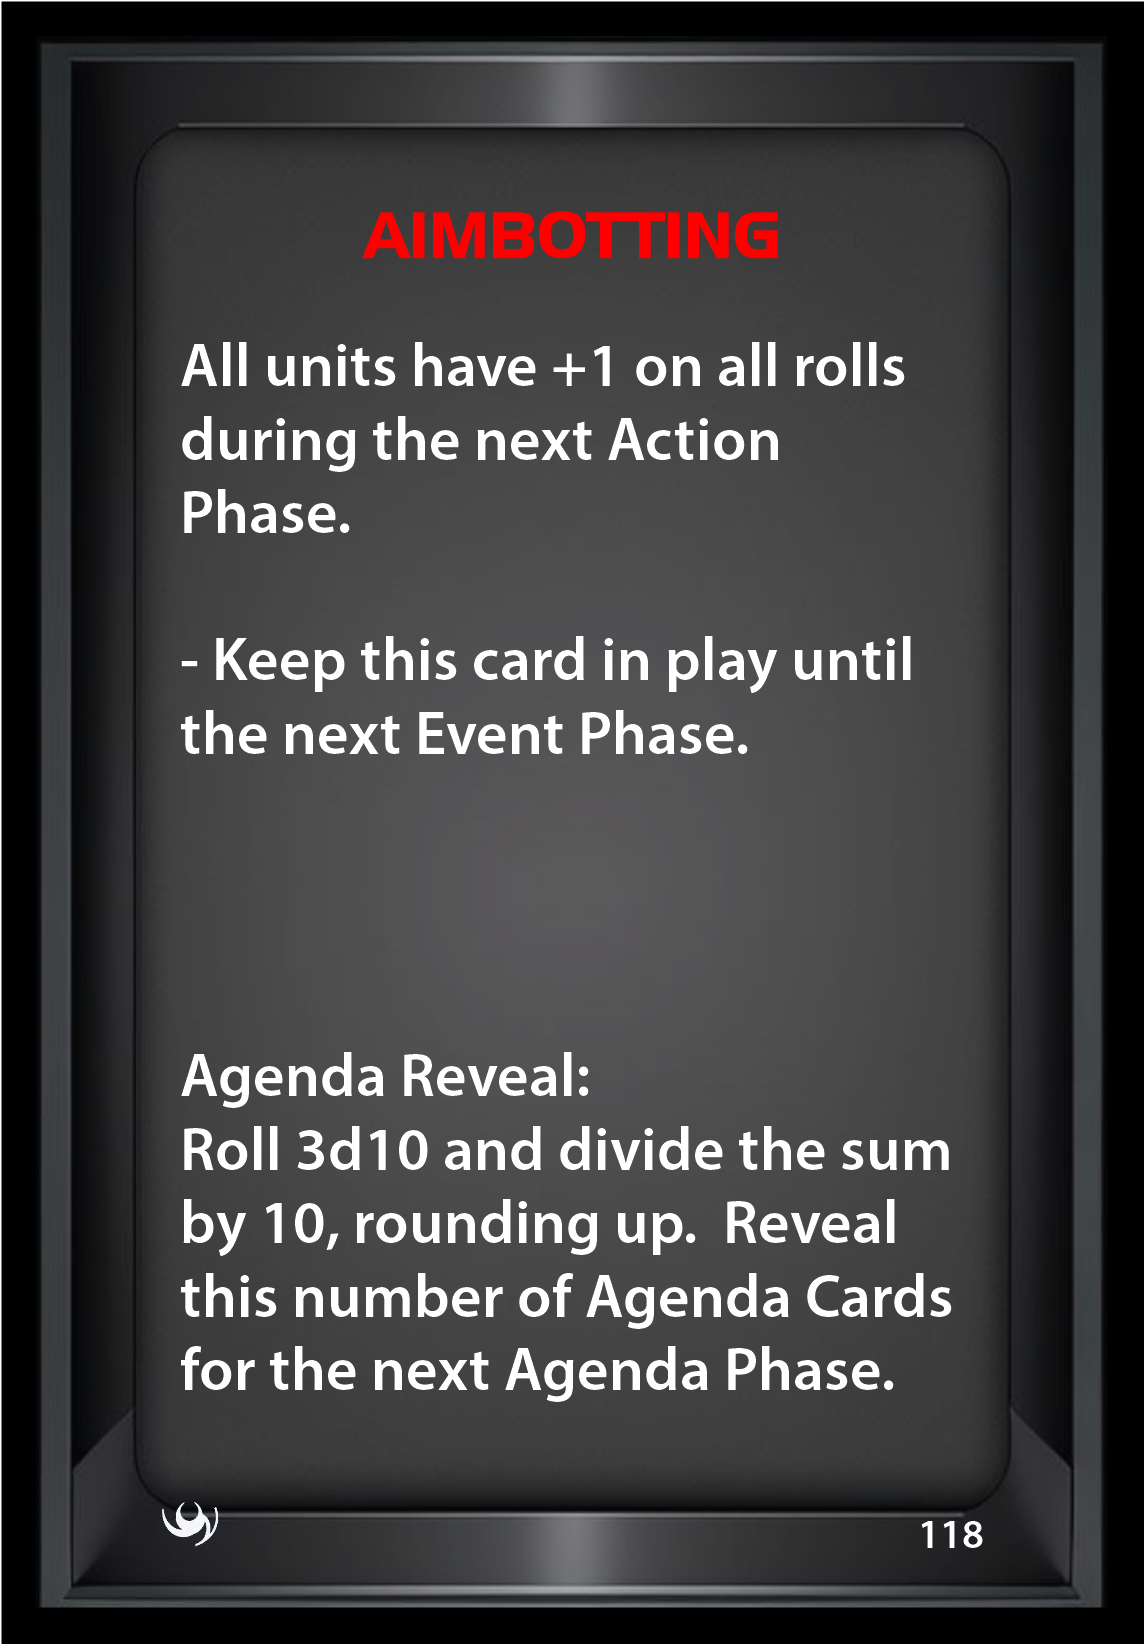 AIMBOTTING
All units have +1 on all rolls
during the next Action
Phase.
- Keep this card in play until
the next Event Phase.
Agenda Reveal:
Roll 3d10 and divide the sum
by 10, rounding up.  Reveal
this number of Agenda Cards
for the next Agenda Phase.
118